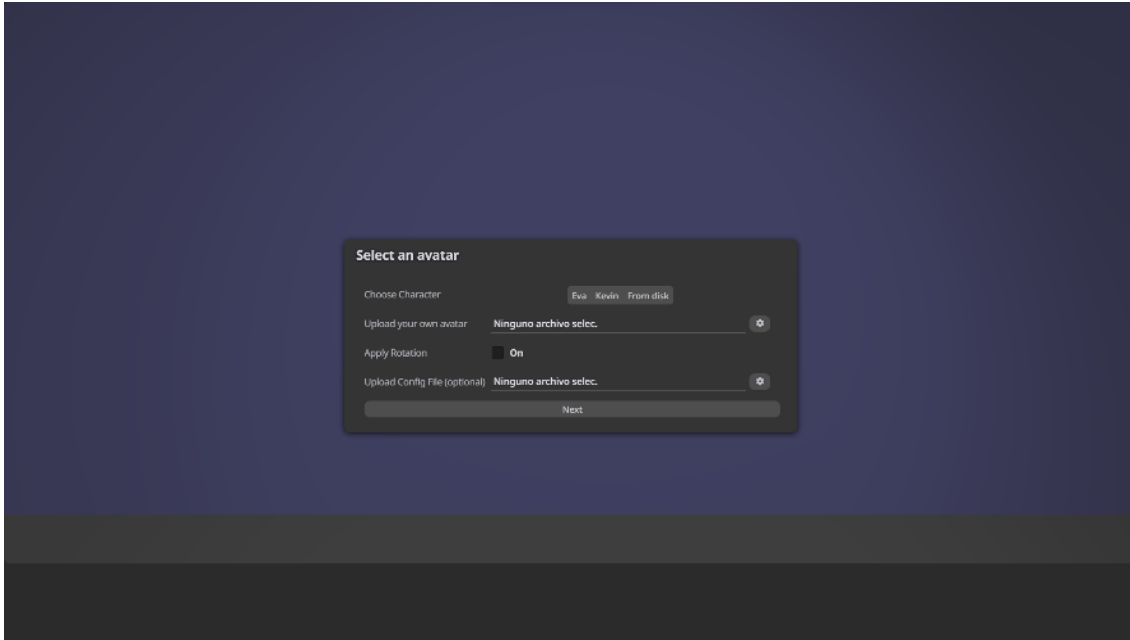 Select an avatar
Choose Character Eva Kevin From disk
Upload your own avatar Ninguno archivo selec.
Apply Rotation On
Upload Config File (optional) Ninguno archivo selec.
Next